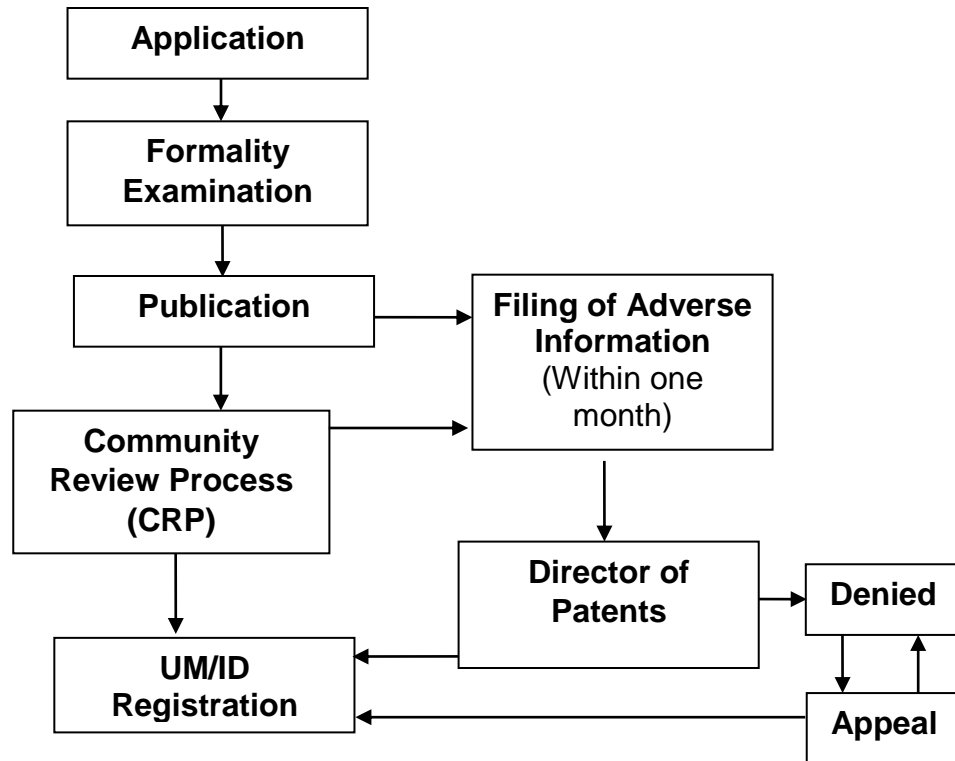 Application
Formality
Examination
Publication
Filing of Adverse
Information
(Within one
month)
Community
Review Process
(CRP)
Director of
Patents
Denied
UM/ID
Registration
Appeal